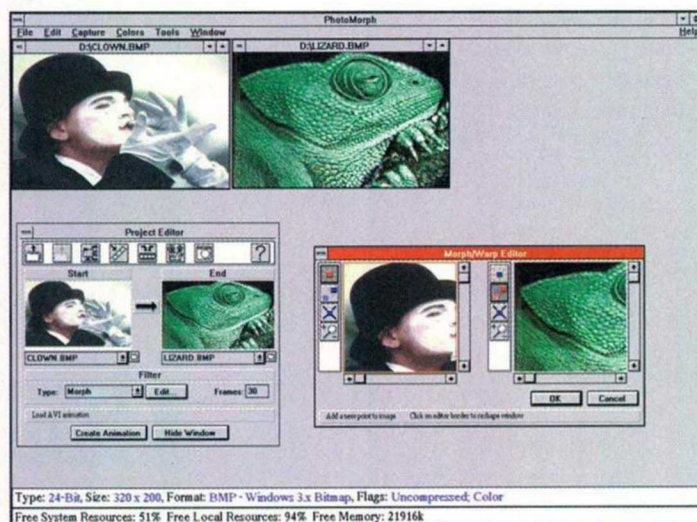 PhotoMorph
File Edit Capture Colors Tools Window Help
D:\CLOWN.BMP
D:\LIZARD.BMP
Project Editor
?
Start End
CLOWN.BMP LIZARD.BMP
Filter
Type: Morph Edit... Frames: 30
Load AVI animation
Create Animation Hide Window
Morph/Warp Editor
OK Cancel
Add a new point to image Click on editor border to reshape window
Type: 24-Bit, Size: 320 x 200, Format: BMP - Windows 3.x Bitmap, Flags: Uncompressed; Color
Free System Resources: 51% Free Local Resources: 94% Free Memory: 21916k